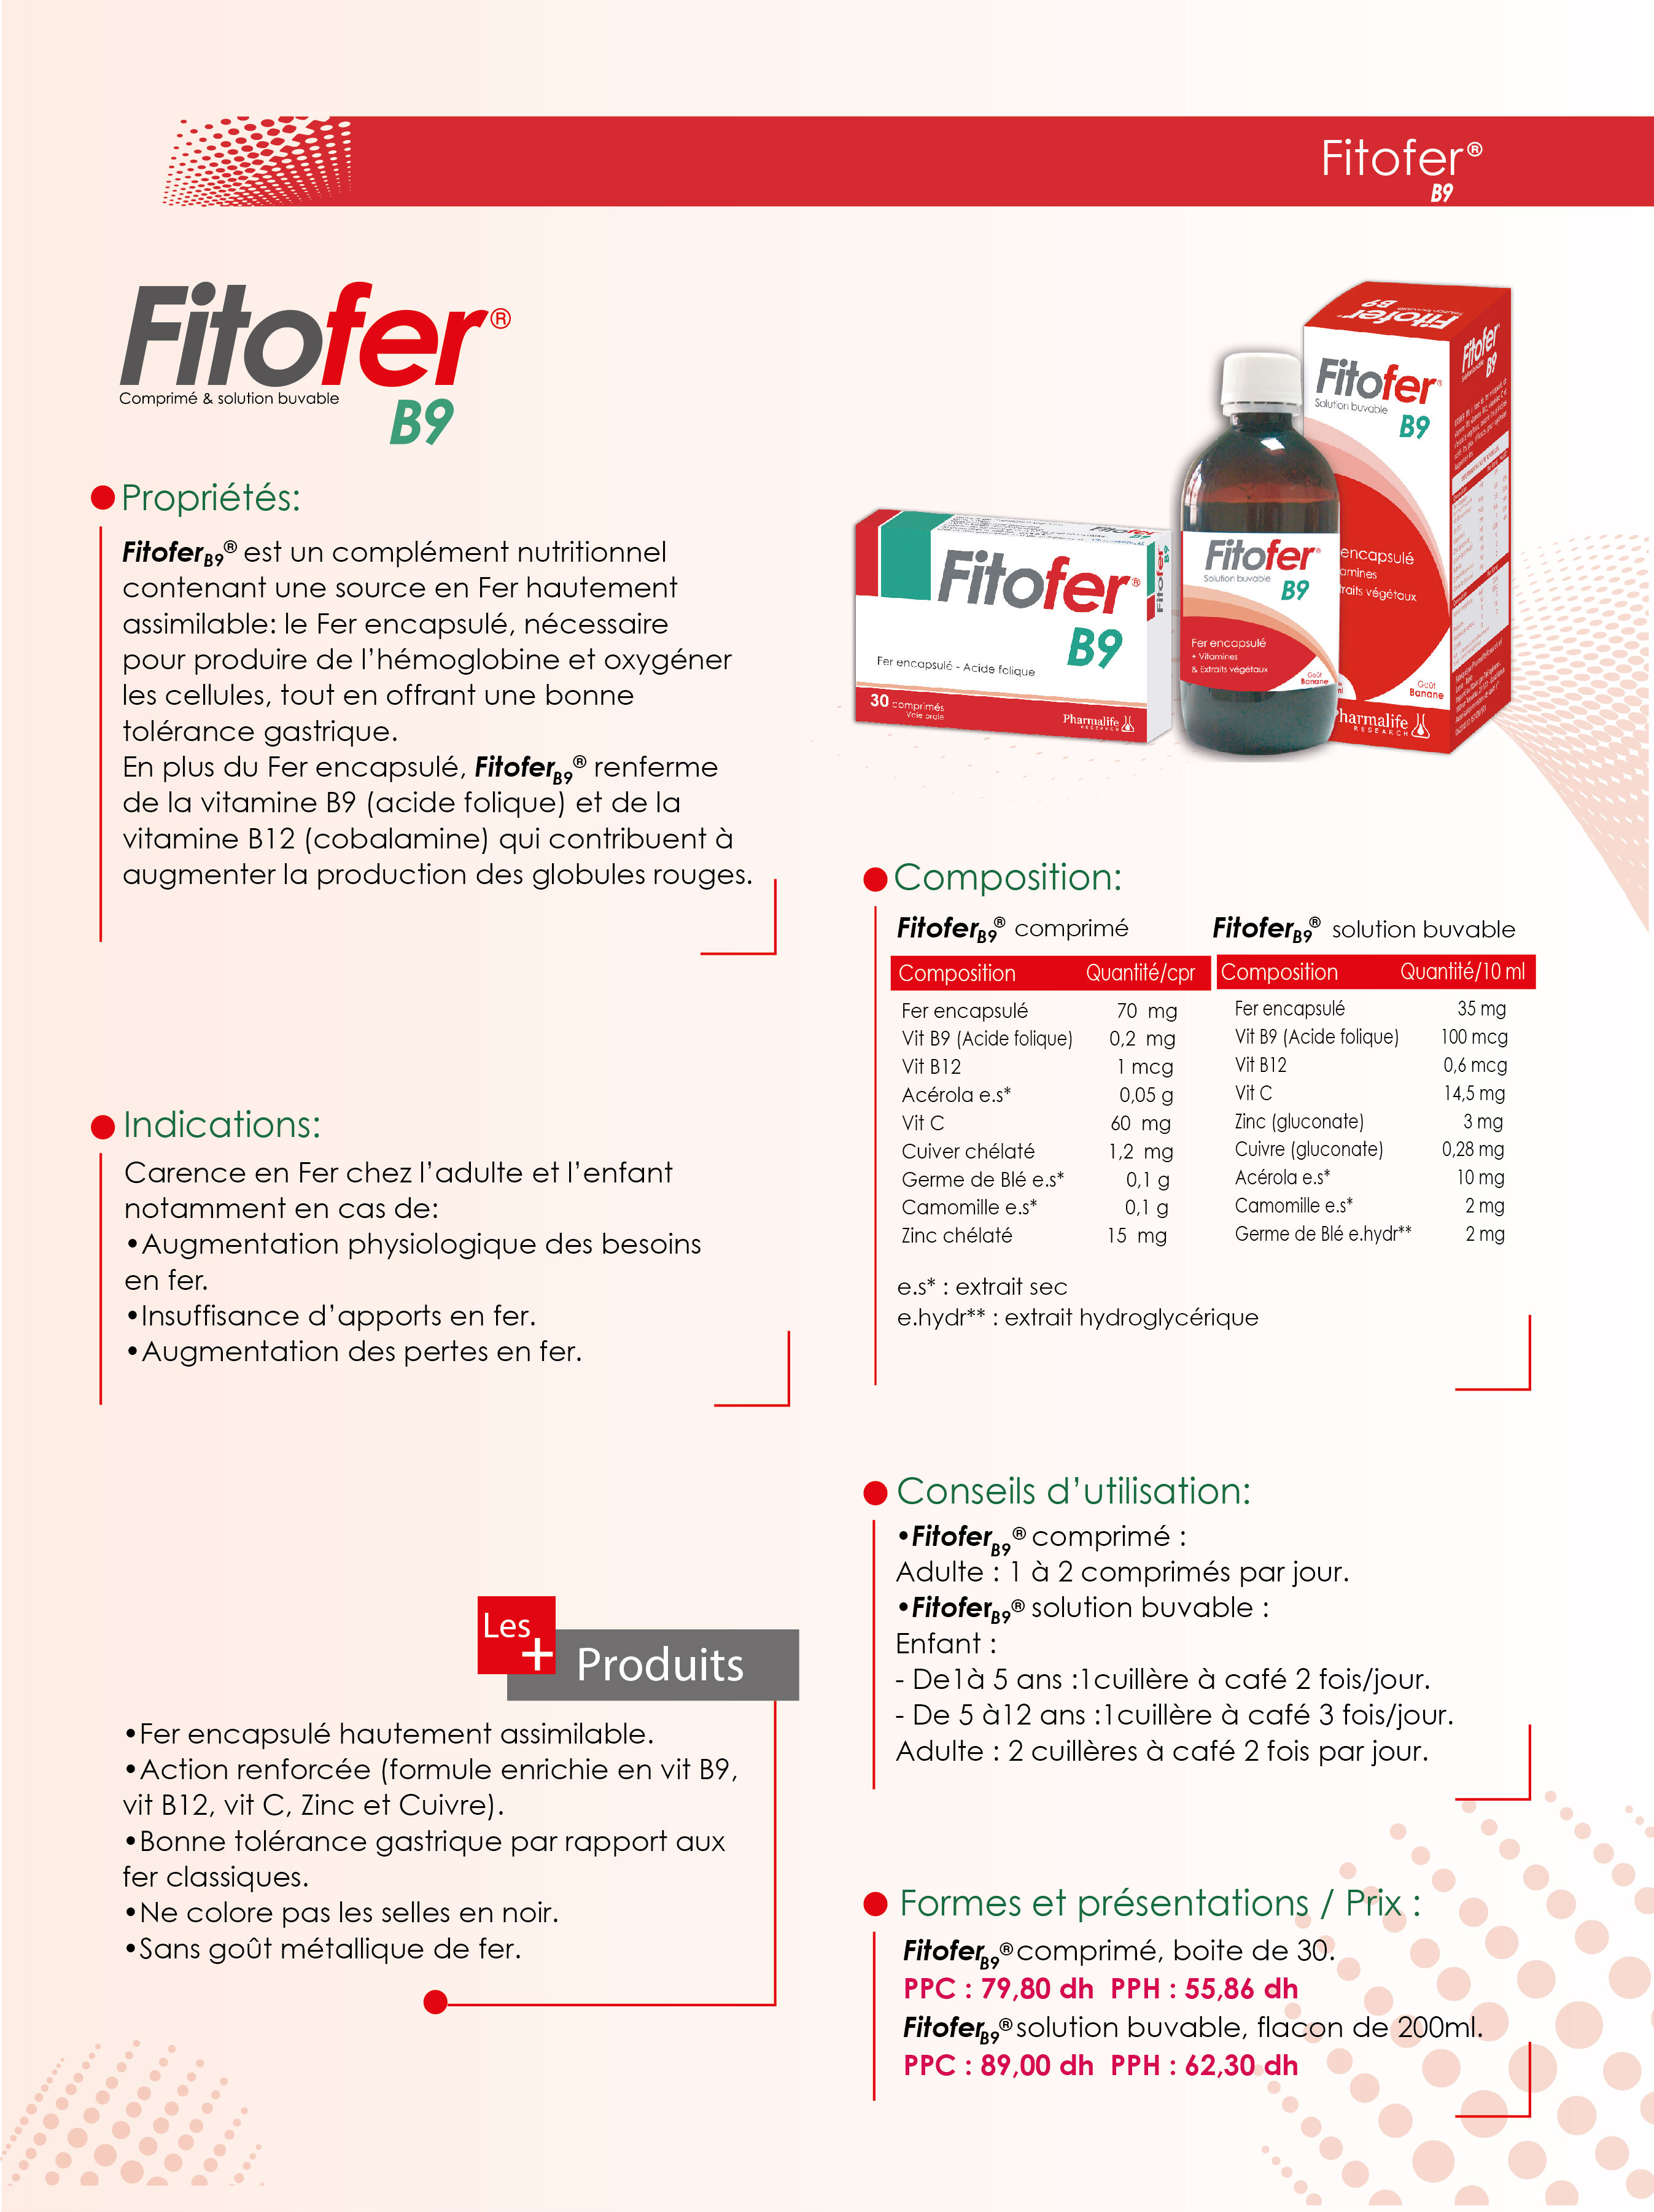 Fitofer®
B9
Fitofer®
Comprimé & solution buvable
B9
Propriétés:
FitoferB9® est un complément nutritionnel
contenant une source en Fer hautement
assimilable: le Fer encapsulé, nécessaire
pour produire de l'hémoglobine et oxygéner
les cellules, tout en offrant une bonne
tolérance gastrique.
En plus du Fer encapsulé, FitoferB9® renferme
de la vitamine B9 (acide folique) et de la
vitamine B12 (cobalamine) qui contribuent à
augmenter la production des globules rouges.
Indications:
Carence en Fer chez l'adulte et l'enfant
notamment en cas de:
•Augmentation physiologique des besoins
en fer.
•Insuffisance d'apports en fer.
•Augmentation des pertes en fer.
Les +
Produits
•Fer encapsulé hautement assimilable.
•Action renforcée (formule enrichie en vit B9,
vit B12, vit C, Zinc et Cuivre).
•Bonne tolérance gastrique par rapport aux
fer classiques.
•Ne colore pas les selles en noir.
•Sans goût métallique de fer.
Fitofer®
B9
Fer encapsulé - Acide folique
30 comprimés
Voie orale
Pharmalife
RESEARCH
Fitofer B9
Fitofer®
Solution buvable
B9
Fer encapsulé
+ Vitamines
& Extraits végétaux
Goût
Banane
Fitofer®
Solution buvable
B9
encapsulé
amines
raits végétaux
Goût
Banane
Pharmalife
RESEARCH
Fitofer
B9
Composition:
FitoferB9® comprimé
Composition Quantité/cpr
Fer encapsulé 70 mg
Vit B9 (Acide folique) 0,2 mg
Vit B12 1 mcg
Acérola e.s* 0,05 g
Vit C 60 mg
Cuiver chélaté 1,2 mg
Germe de Blé e.s* 0,1 g
Camomille e.s* 0,1 g
Zinc chélaté 15 mg
FitoferB9® solution buvable
Composition Quantité/10 ml
Fer encapsulé 35 mg
Vit B9 (Acide folique) 100 mcg
Vit B12 0,6 mcg
Vit C 14,5 mg
Zinc (gluconate) 3 mg
Cuivre (gluconate) 0,28 mg
Acérola e.s* 10 mg
Camomille e.s* 2 mg
Germe de Blé e.hydr** 2 mg
e.s* : extrait sec
e.hydr** : extrait hydroglycérique
Conseils d'utilisation:
•FitoferB9® comprimé :
Adulte : 1 à 2 comprimés par jour.
•FitoferB9® solution buvable :
Enfant :
- De1à 5 ans :1cuillère à café 2 fois/jour.
- De 5 à12 ans :1cuillère à café 3 fois/jour.
Adulte : 2 cuillères à café 2 fois par jour.
Formes et présentations / Prix :
FitoferB9® comprimé, boite de 30.
PPC : 79,80 dh PPH : 55,86 dh
FitoferB9® solution buvable, flacon de 200ml.
PPC : 89,00 dh PPH : 62,30 dh